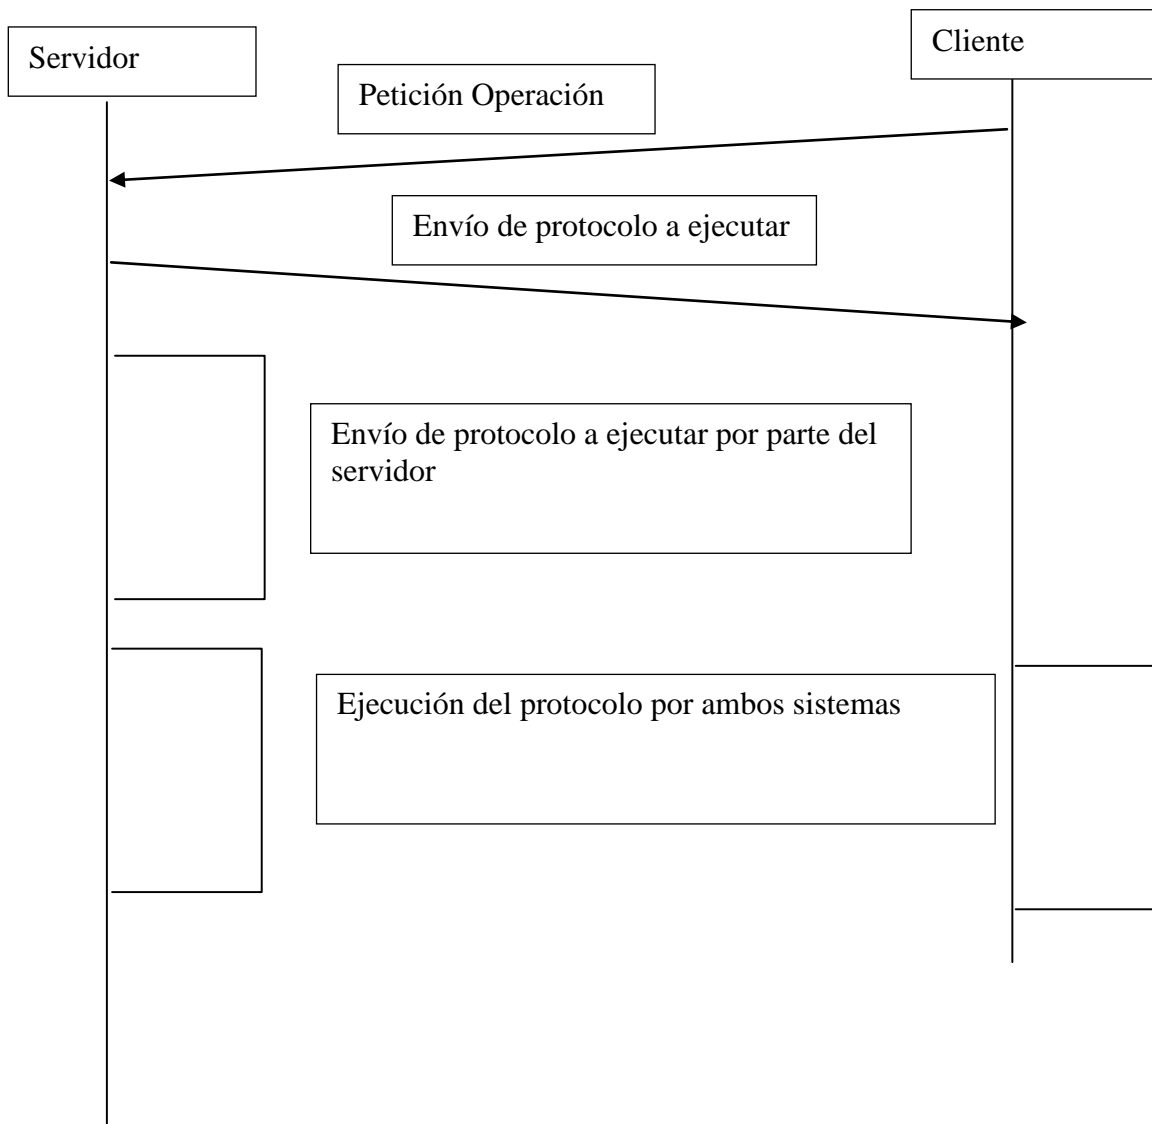 Servidor
Cliente
Petición Operación
Envío de protocolo a ejecutar
Envío de protocolo a ejecutar por parte del
servidor
Ejecución del protocolo por ambos sistemas